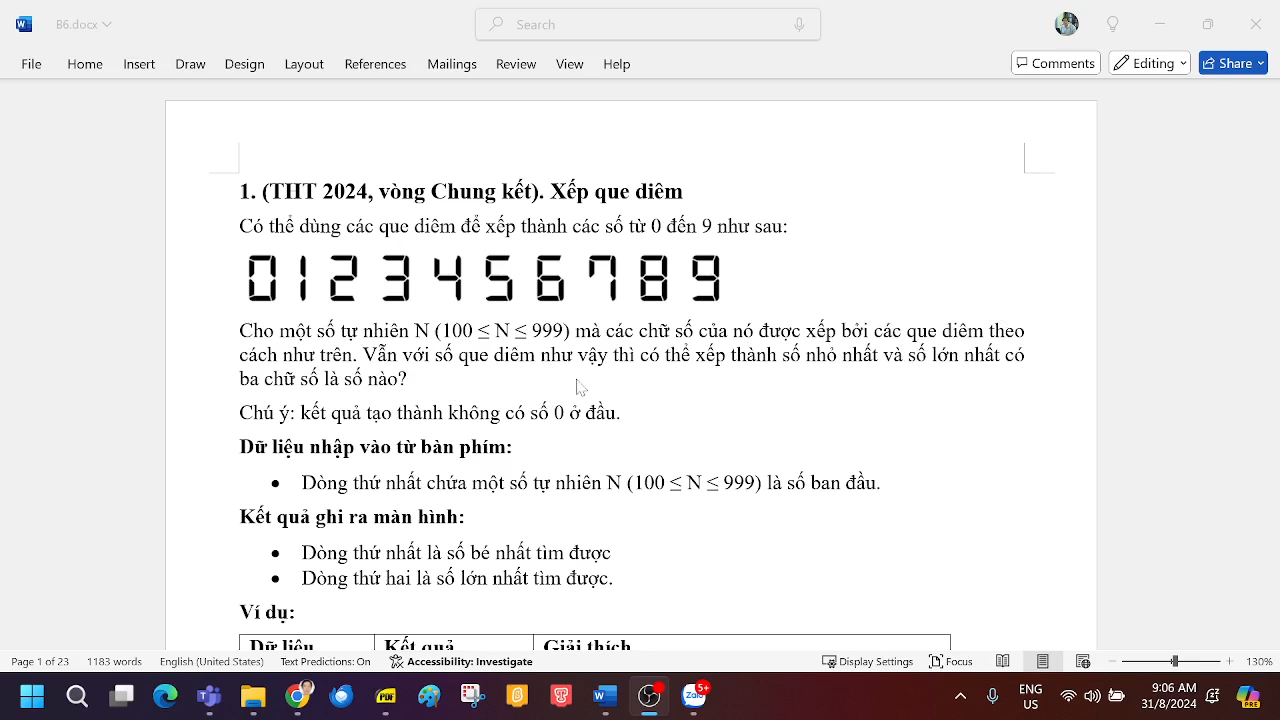 B6.docx
Search
File Home Insert Draw Design Layout References Mailings Review View Help
Comments Editing Share
1. (THT 2024, vòng Chung kết). Xếp que diêm
Có thể dùng các que diêm để xếp thành các số từ 0 đến 9 như sau:
0 1 2 3 4 5 6 7 8 9
Cho một số tự nhiên N (100 ≤ N ≤ 999) mà các chữ số của nó được xếp bởi các que diêm theo
cách như trên. Vẫn với số que diêm như vậy thì có thể xếp thành số nhỏ nhất và số lớn nhất có
ba chữ số là số nào?
Chú ý: kết quả tạo thành không có số 0 ở đầu.
Dữ liệu nhập vào từ bàn phím:
• Dòng thứ nhất chứa một số tự nhiên N (100 ≤ N ≤ 999) là số ban đầu.
Kết quả ghi ra màn hình:
• Dòng thứ nhất là số bé nhất tìm được
• Dòng thứ hai là số lớn nhất tìm được.
Ví dụ:
Dữ liệu Kết quả Giải thích
Page 1 of 23 1183 words English (United States) Text Predictions: On Accessibility: Investigate Display Settings Focus 130%
PDF 5+ PRE
ENG
US
9:06 AM
31/8/2024